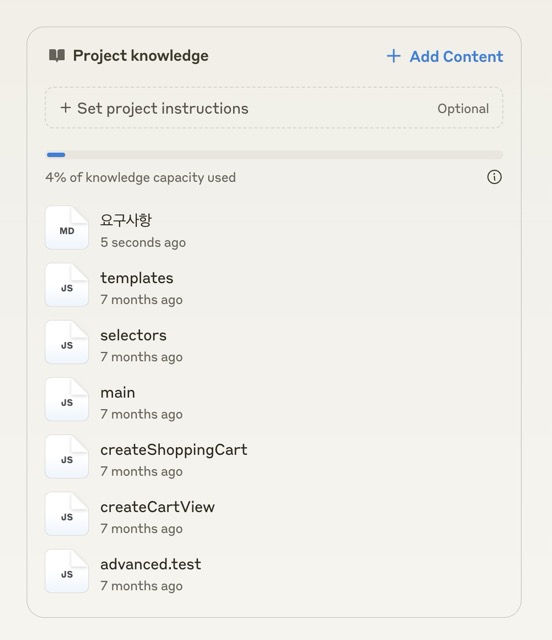 Project knowledge
+ Add Content
+ Set project instructions Optional
4% of knowledge capacity used
MD 요구사항
5 seconds ago
JS templates
7 months ago
JS selectors
7 months ago
JS main
7 months ago
JS createShoppingCart
7 months ago
JS createCartView
7 months ago
JS advanced.test
7 months ago